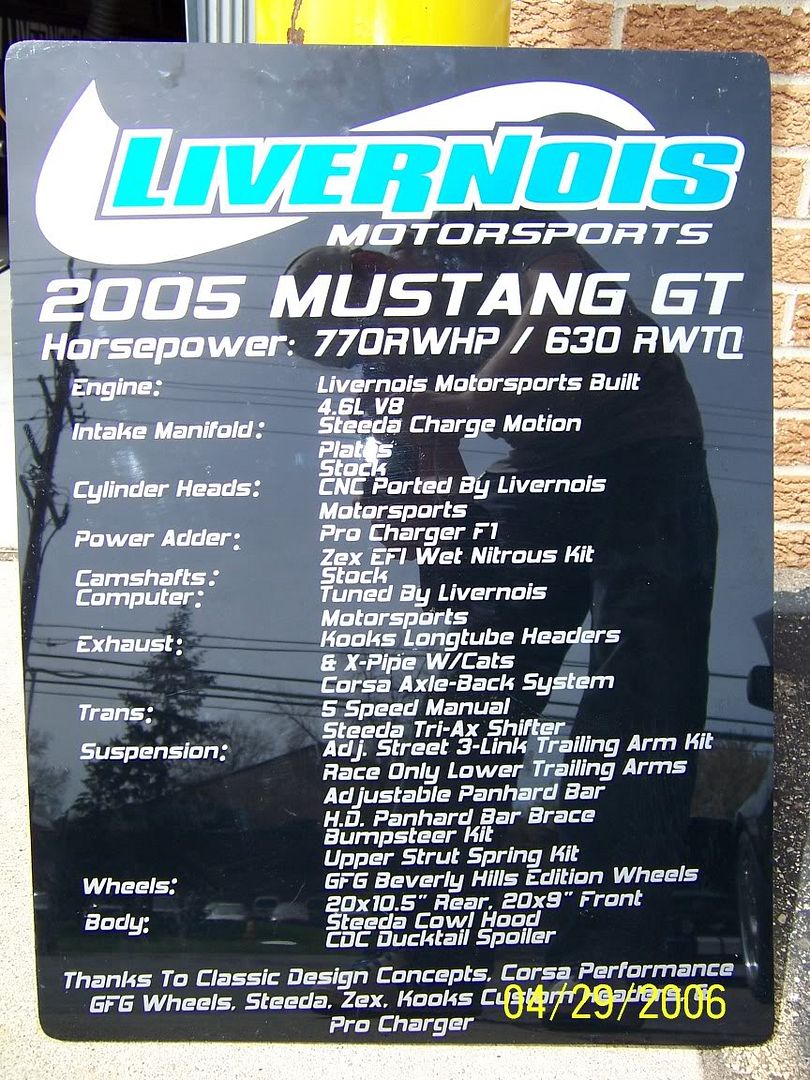 LIVERNOIS
MOTORSPORTS
2005 MUSTANG GT
Horsepower: 770RWHP / 630 RWTQ
Engine: Livernois Motorsports Built
4.6L V8
Intake Manifold: Steeda Charge Motion
Plates
Stock
Cylinder Heads: CNC Ported By Livernois
Motorsports
Power Adder: Pro Charger F1
Zex EFI Wet Nitrous Kit
Camshafts: Stock
Computer: Tuned By Livernois
Motorsports
Exhaust: Kooks Longtube Headers
& X-Pipe W/Cats
Corsa Axle-Back System
Trans: 5 Speed Manual
Steeda Tri-Ax Shifter
Suspension: Adj. Street 3-Link Trailing Arm Kit
Race Only Lower Trailing Arms
Adjustable Panhard Bar
H.D. Panhard Bar Brace
Bumpsteer Kit
Upper Strut Spring Kit
Wheels: GFG Beverly Hills Edition Wheels
20x10.5" Rear, 20x9" Front
Body: Steeda Cowl Hood
CDC Ducktail Spoiler
Thanks To Classic Design Concepts, Corsa Performance
GFG Wheels, Steeda, Zex, Kooks Custom Headers, &
Pro Charger
04/29/2006